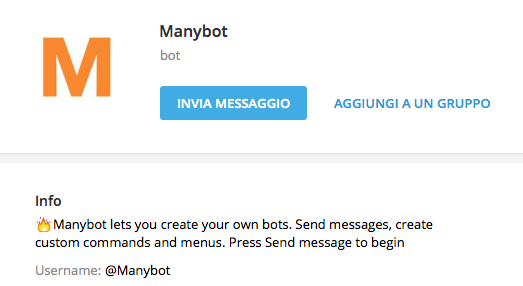 M
Manybot
bot
INVIA MESSAGGIO
AGGIUNGI A UN GRUPPO
Info
🔥Manybot lets you create your own bots. Send messages, create
custom commands and menus. Press Send message to begin
Username: @Manybot